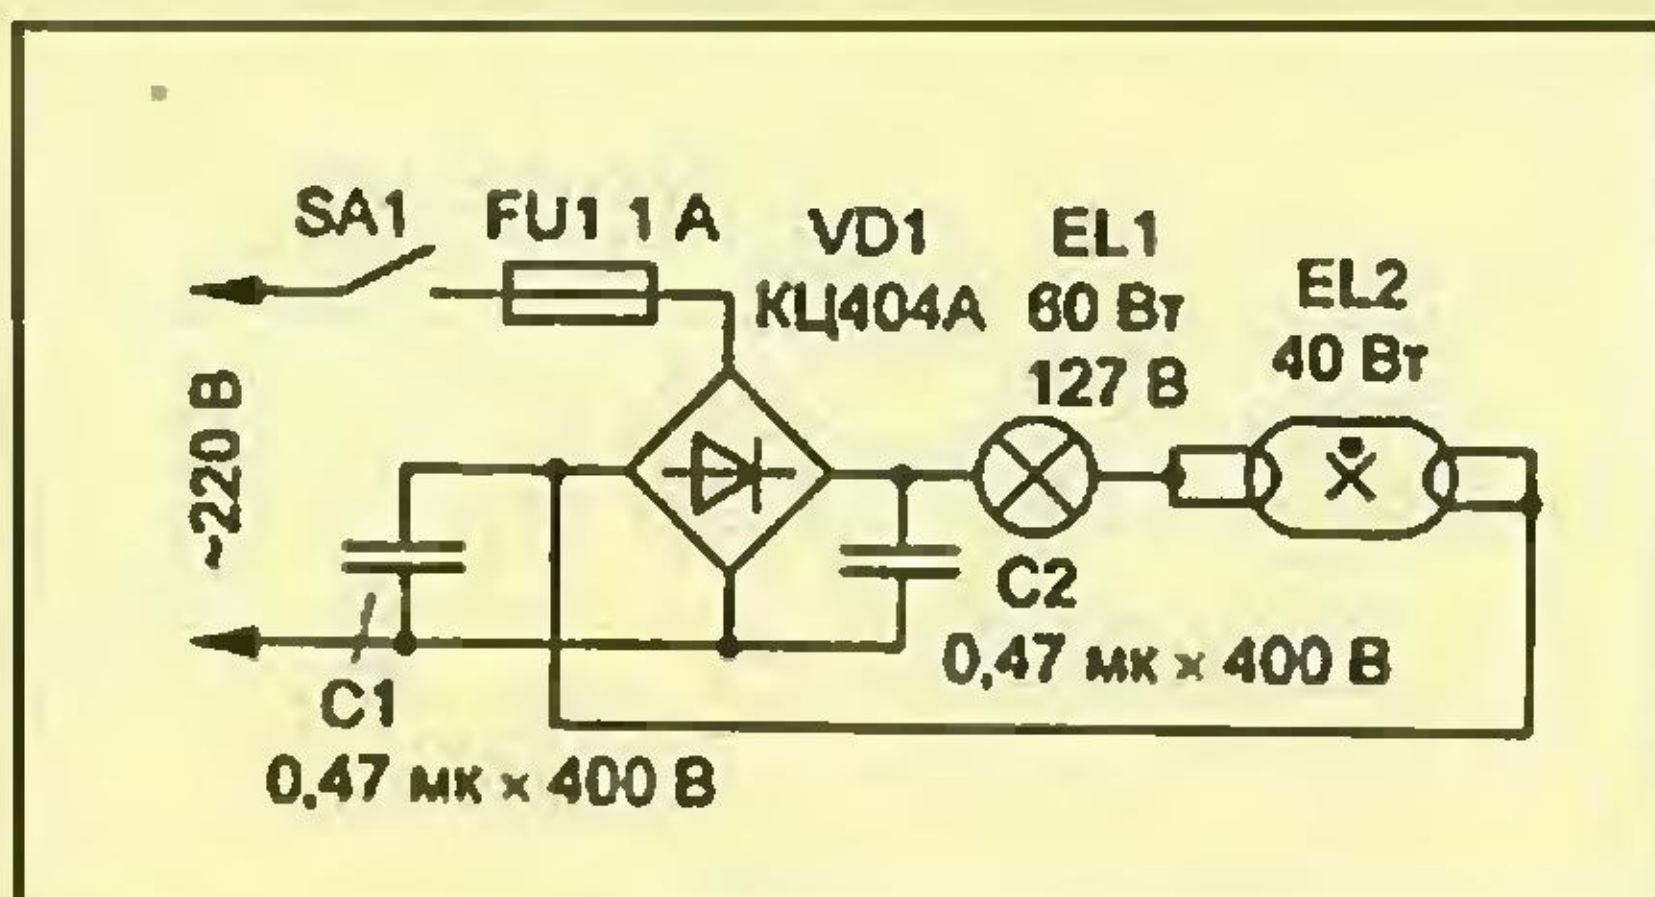 SA1
FU1 1 A
VD1
КЦ404А
EL1
60 Вт
127 В
EL2
40 Вт
~220 В
C2
0,47 мк × 400 В
C1
0,47 мк × 400 В